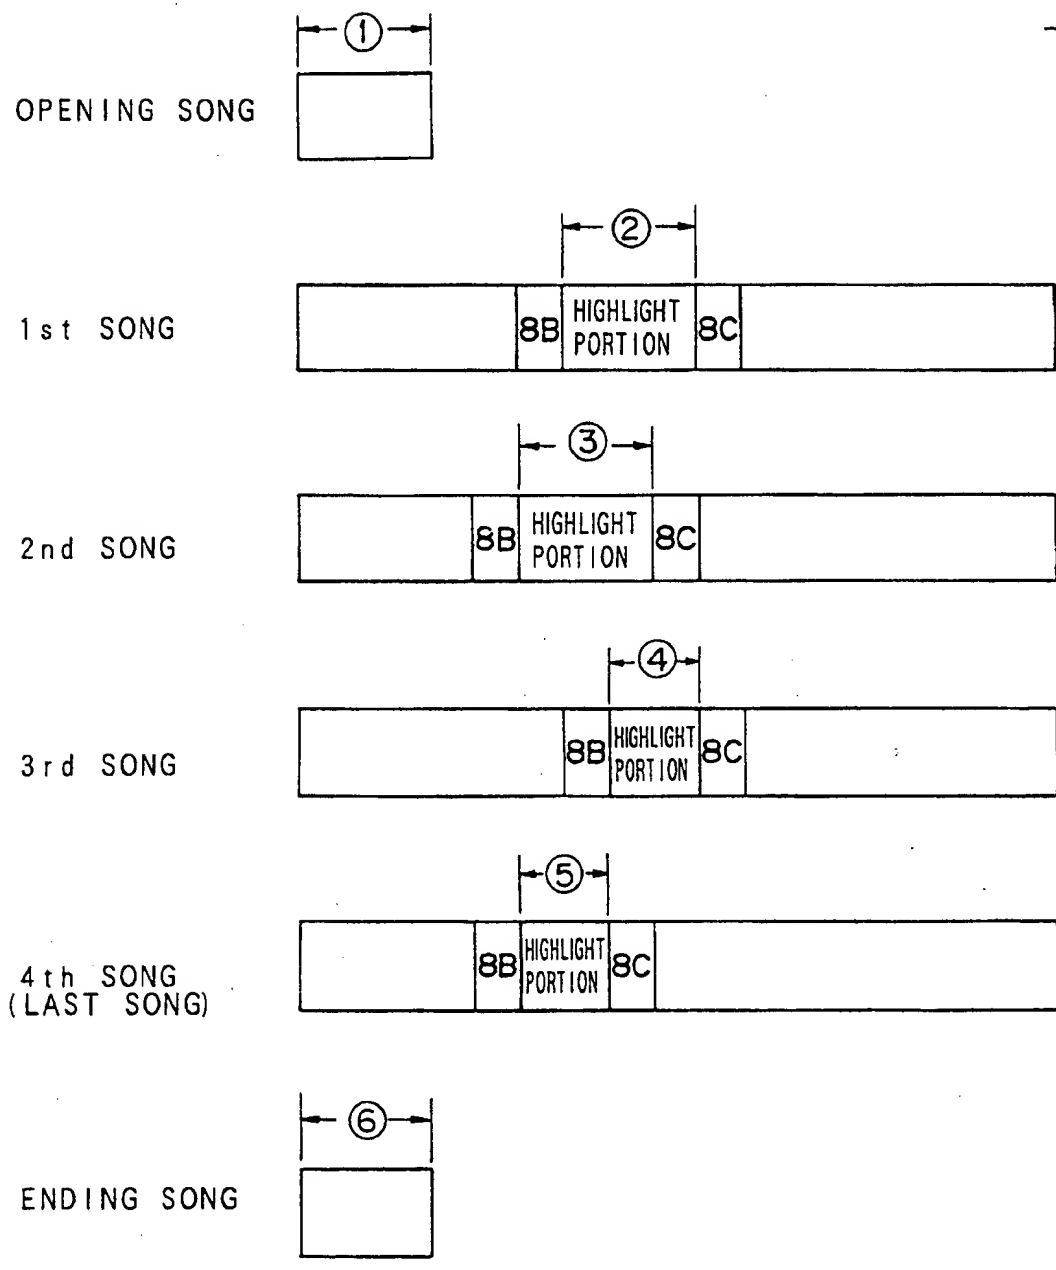 ①
OPENING SONG
②
1st SONG
8B
HIGHLIGHT
PORTION
8C
③
2nd SONG
8B
HIGHLIGHT
PORTION
8C
④
3rd SONG
8B
HIGHLIGHT
PORTION
8C
⑤
4th SONG
(LAST SONG)
8B
HIGHLIGHT
PORTION
8C
⑥
ENDING SONG